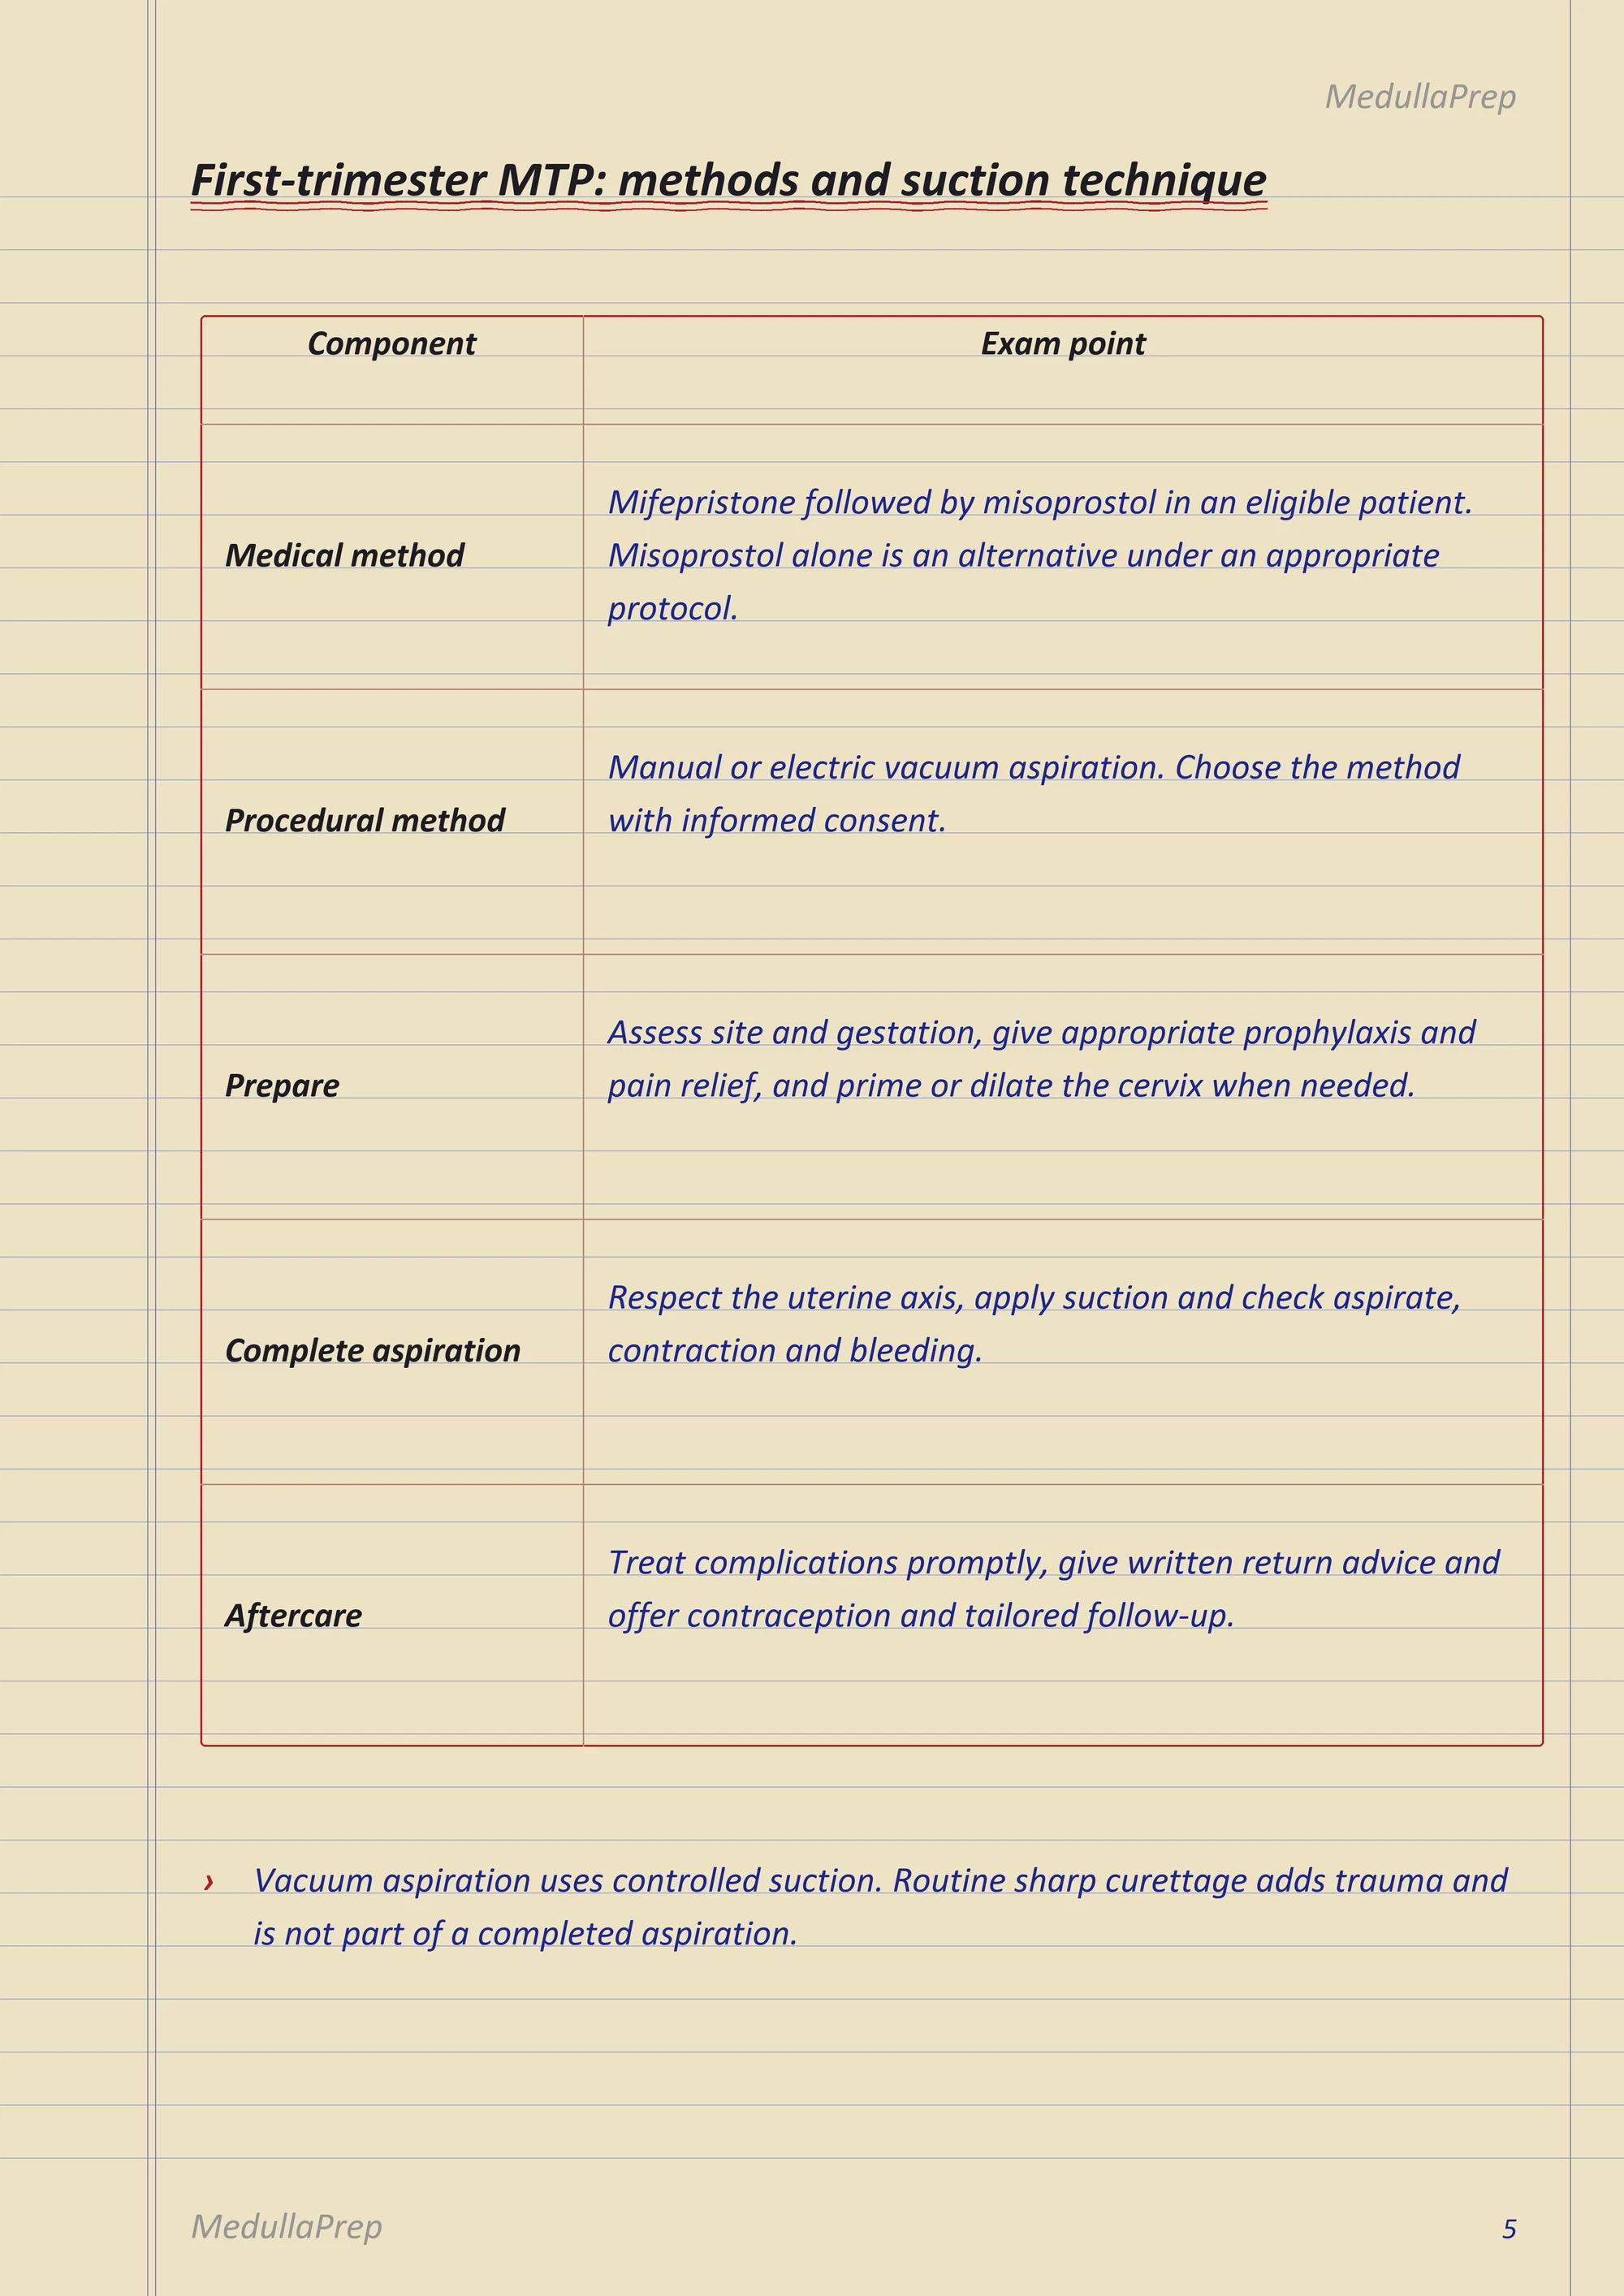 MedullaPrep
First-trimester MTP: methods and suction technique
Component
Exam point
Medical method
Mifepristone followed by misoprostol in an eligible patient.
Misoprostol alone is an alternative under an appropriate
protocol.
Procedural method
Manual or electric vacuum aspiration. Choose the method
with informed consent.
Prepare
Assess site and gestation, give appropriate prophylaxis and
pain relief, and prime or dilate the cervix when needed.
Complete aspiration
Respect the uterine axis, apply suction and check aspirate,
contraction and bleeding.
Aftercare
Treat complications promptly, give written return advice and
offer contraception and tailored follow-up.
› Vacuum aspiration uses controlled suction. Routine sharp curettage adds trauma and
is not part of a completed aspiration.
MedullaPrep
5